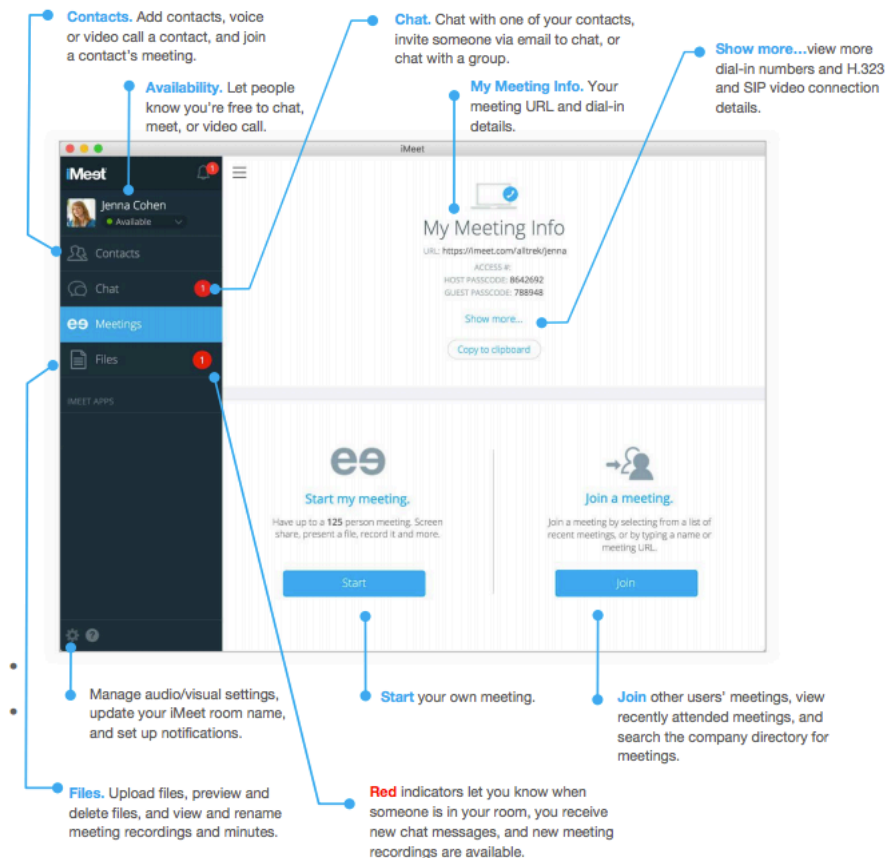 Contacts. Add contacts, voice
or video call a contact, and join
a contact's meeting.
Chat. Chat with one of your contacts,
invite someone via email to chat, or
chat with a group.
Show more...view more
dial-in numbers and H.323
and SIP video connection
details.
Availability. Let people
know you're free to chat,
meet, or video call.
My Meeting Info. Your
meeting URL and dial-in
details.
iMeet
iMeet
1
Jenna Cohen
Available
Contacts
Chat
1
Meetings
Files
1
IMEET APPS
My Meeting Info
URL: https://imeet.com/alltrek/jenna
ACCESS #:
HOST PASSCODE: 8642692
GUEST PASSCODE: 788948
Show more...
Copy to clipboard
Start my meeting.
Have up to a 125 person meeting. Screen
share, present a file, record it and more.
Start
Join a meeting.
Join a meeting by selecting from a list of
recent meetings, or by typing a name or
meeting URL.
Join
Manage audio/visual settings,
update your iMeet room name,
and set up notifications.
Start your own meeting.
Join other users' meetings, view
recently attended meetings, and
search the company directory for
meetings.
Files. Upload files, preview and
delete files, and view and rename
meeting recordings and minutes.
Red indicators let you know when
someone is in your room, you receive
new chat messages, and new meeting
recordings are available.